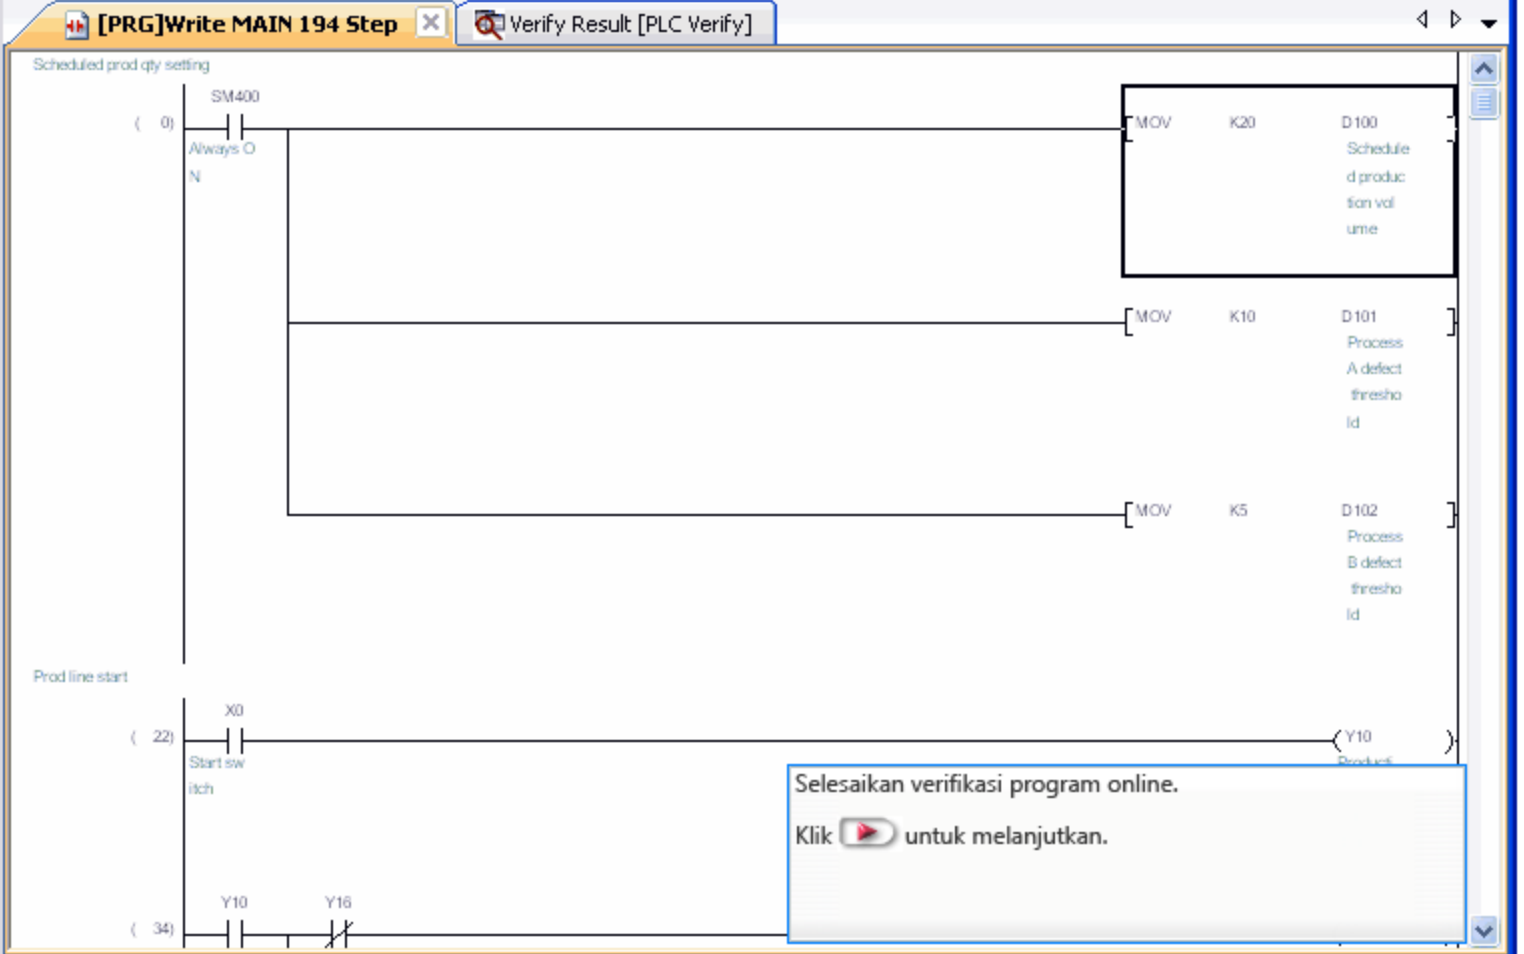 [PRG]Write MAIN 194 Step
Verify Result [PLC Verify]
Scheduled prod qty setting
SM400
( 0)
MOV K20 D100
Always O
N
Schedule
d produc
tion vol
ume
MOV K10 D101
Process
A defect
thresho
ld
MOV K5 D102
Process
B defect
thresho
ld
Prod line start
X0
( 22)
Y10
Start sw
itch
Producti
Selesaikan verifikasi program online.
Klik untuk melanjutkan.
Y10 Y16
( 34)